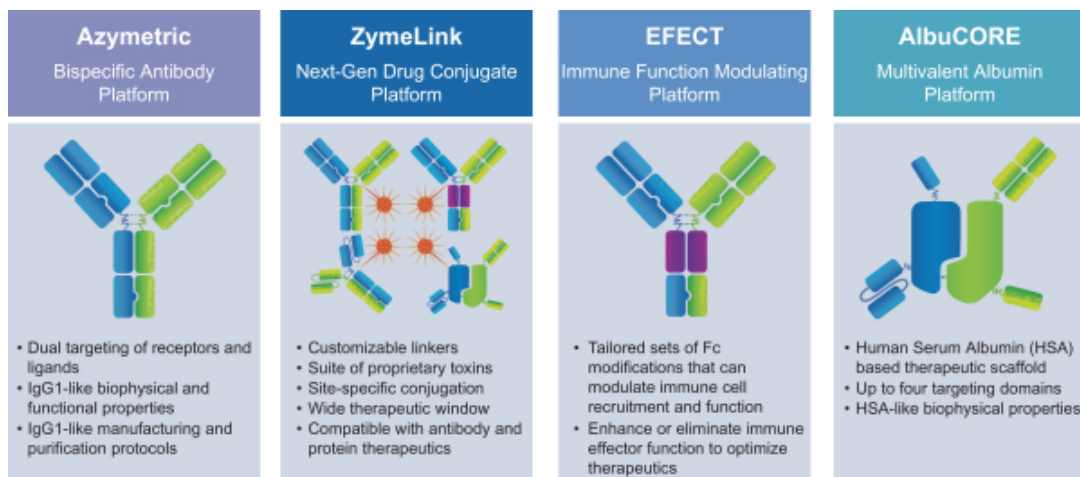 Azymetric
Bispecific Antibody
Platform
• Dual targeting of receptors and
ligands
• IgG1-like biophysical and
functional properties
• IgG1-like manufacturing and
purification protocols
ZymeLink
Next-Gen Drug Conjugate
Platform
• Customizable linkers
• Suite of proprietary toxins
• Site-specific conjugation
• Wide therapeutic window
• Compatible with antibody and
protein therapeutics
EFECT
Immune Function Modulating
Platform
• Tailored sets of Fc
modifications that can
modulate immune cell
recruitment and function
• Enhance or eliminate immune
effector function to optimize
therapeutics
AlbuCORE
Multivalent Albumin
Platform
• Human Serum Albumin (HSA)
based therapeutic scaffold
• Up to four targeting domains
• HSA-like biophysical properties